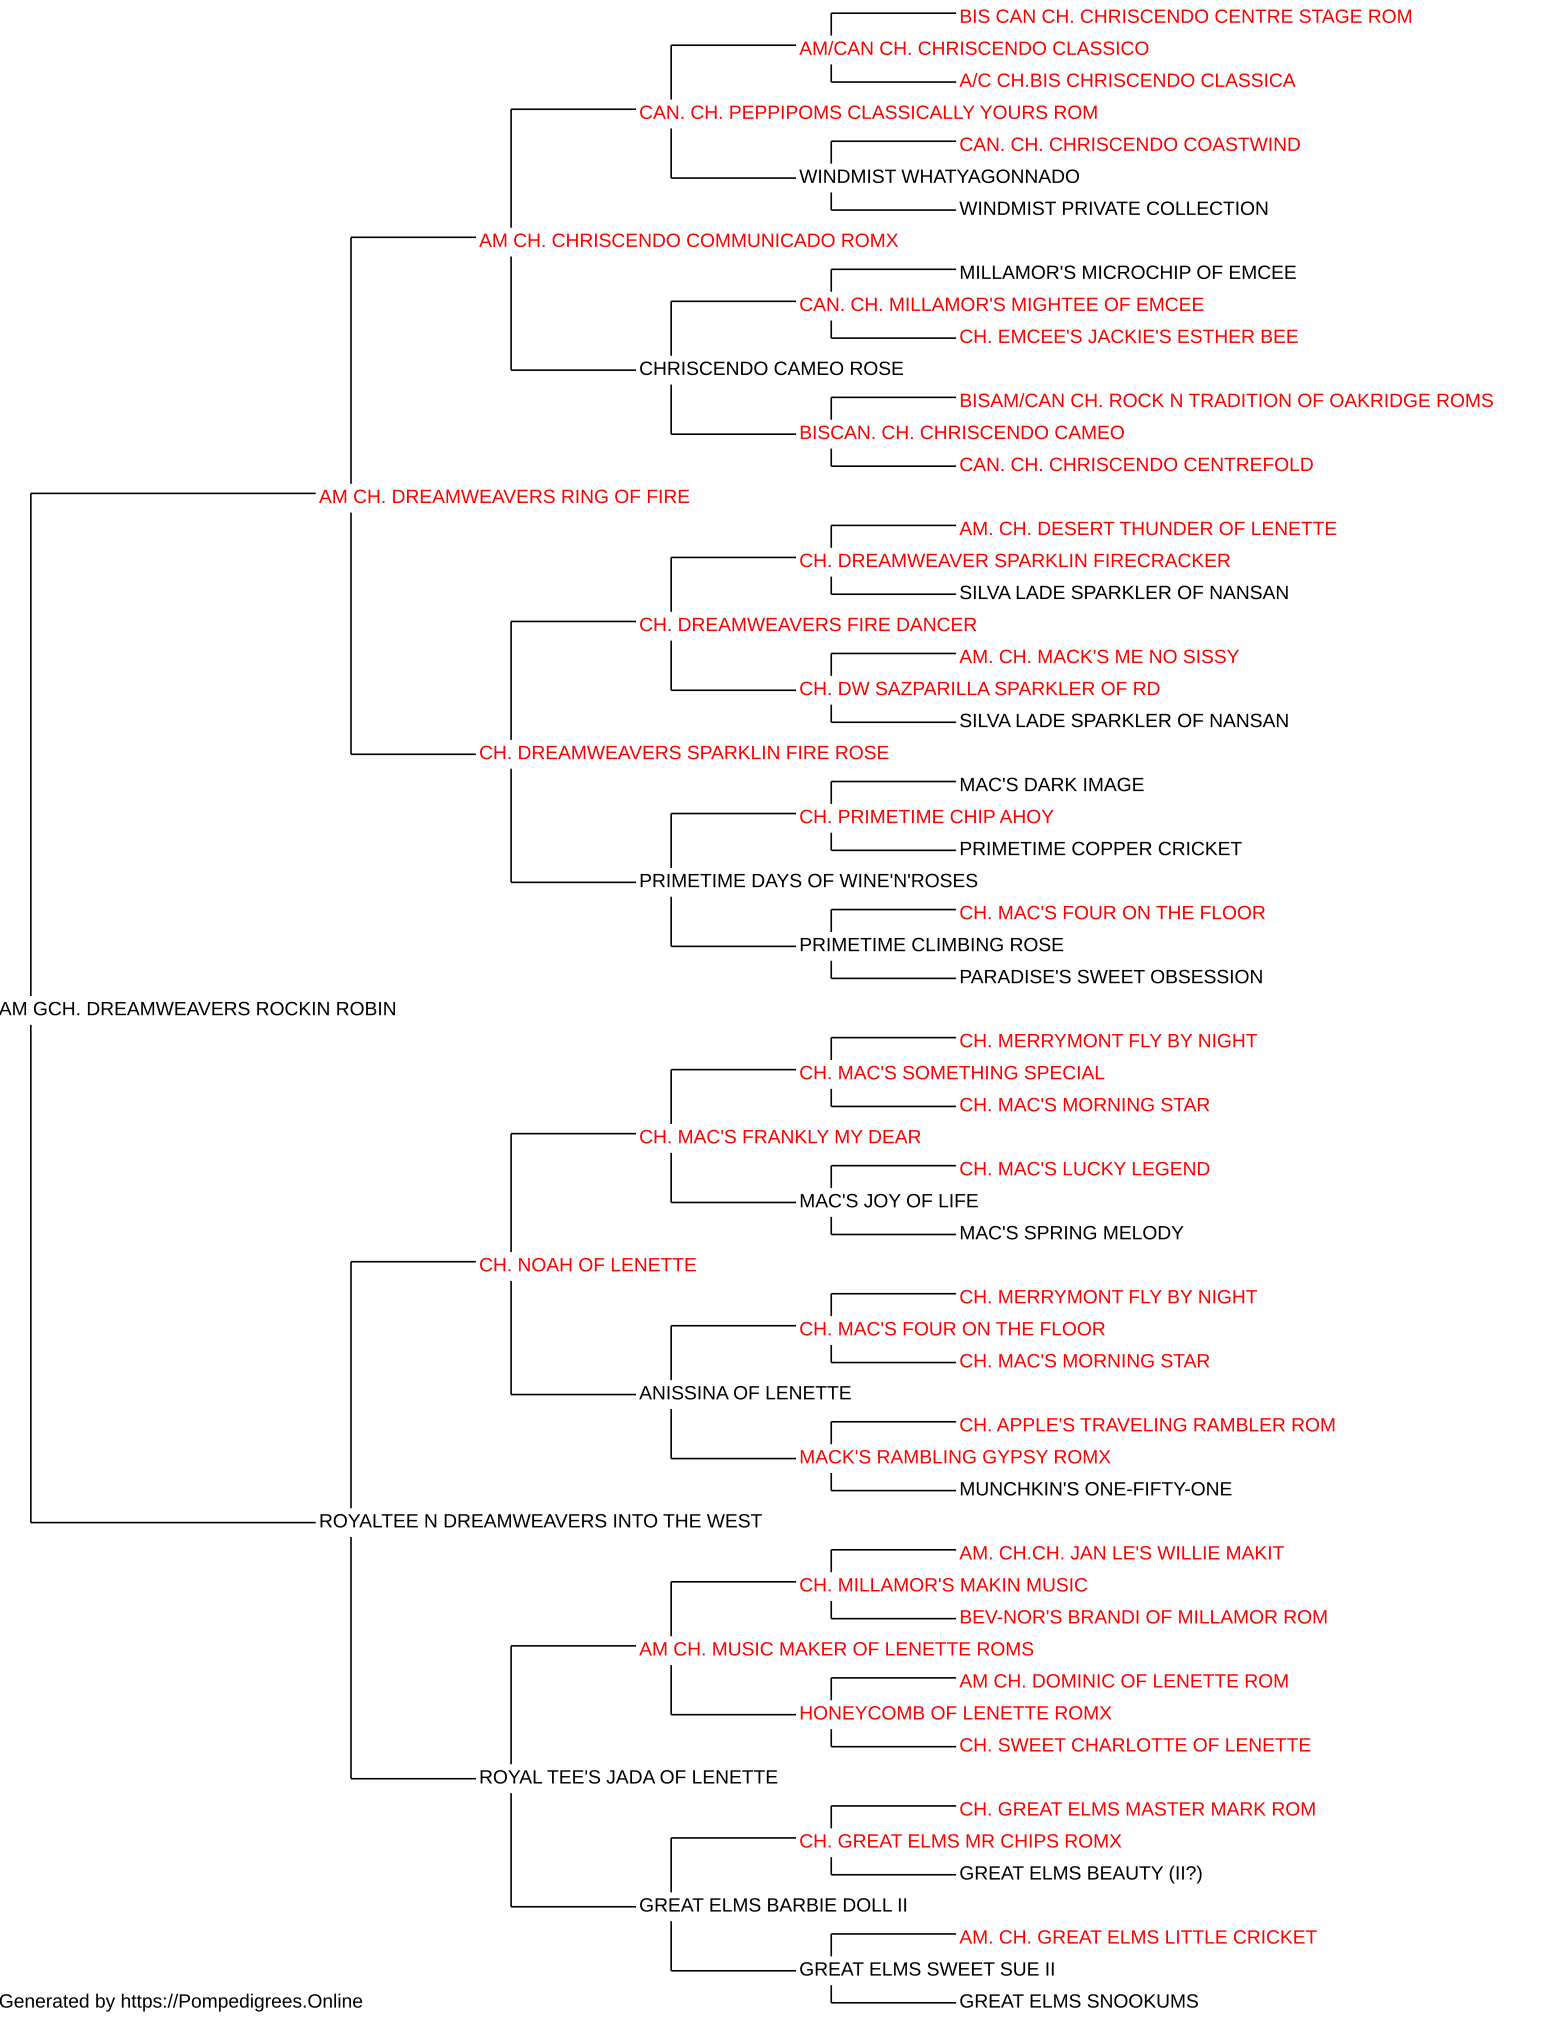 BIS CAN CH. CHRISCENDO CENTRE STAGE ROM
AM/CAN CH. CHRISCENDO CLASSICO
A/C CH.BIS CHRISCENDO CLASSICA
CAN. CH. PEPPIPOMS CLASSICALLY YOURS ROM
CAN. CH. CHRISCENDO COASTWIND
WINDMIST WHATYAGONNADO
WINDMIST PRIVATE COLLECTION
AM CH. CHRISCENDO COMMUNICADO ROMX
MILLAMOR'S MICROCHIP OF EMCEE
CAN. CH. MILLAMOR'S MIGHTEE OF EMCEE
CH. EMCEE'S JACKIE'S ESTHER BEE
CHRISCENDO CAMEO ROSE
BISAM/CAN CH. ROCK N TRADITION OF OAKRIDGE ROMS
BISCAN. CH. CHRISCENDO CAMEO
CAN. CH. CHRISCENDO CENTREFOLD
AM CH. DREAMWEAVERS RING OF FIRE
AM. CH. DESERT THUNDER OF LENETTE
CH. DREAMWEAVER SPARKLIN FIRECRACKER
SILVA LADE SPARKLER OF NANSAN
CH. DREAMWEAVERS FIRE DANCER
AM. CH. MACK'S ME NO SISSY
CH. DW SAZPARILLA SPARKLER OF RD
SILVA LADE SPARKLER OF NANSAN
CH. DREAMWEAVERS SPARKLIN FIRE ROSE
MAC'S DARK IMAGE
CH. PRIMETIME CHIP AHOY
PRIMETIME COPPER CRICKET
PRIMETIME DAYS OF WINE'N'ROSES
CH. MAC'S FOUR ON THE FLOOR
PRIMETIME CLIMBING ROSE
PARADISE'S SWEET OBSESSION
AM GCH. DREAMWEAVERS ROCKIN ROBIN
CH. MERRYMONT FLY BY NIGHT
CH. MAC'S SOMETHING SPECIAL
CH. MAC'S MORNING STAR
CH. MAC'S FRANKLY MY DEAR
CH. MAC'S LUCKY LEGEND
MAC'S JOY OF LIFE
MAC'S SPRING MELODY
CH. NOAH OF LENETTE
CH. MERRYMONT FLY BY NIGHT
CH. MAC'S FOUR ON THE FLOOR
CH. MAC'S MORNING STAR
ANISSINA OF LENETTE
CH. APPLE'S TRAVELING RAMBLER ROM
MACK'S RAMBLING GYPSY ROMX
MUNCHKIN'S ONE-FIFTY-ONE
ROYALTEE N DREAMWEAVERS INTO THE WEST
AM. CH.CH. JAN LE'S WILLIE MAKIT
CH. MILLAMOR'S MAKIN MUSIC
BEV-NOR'S BRANDI OF MILLAMOR ROM
AM CH. MUSIC MAKER OF LENETTE ROMS
AM CH. DOMINIC OF LENETTE ROM
HONEYCOMB OF LENETTE ROMX
CH. SWEET CHARLOTTE OF LENETTE
ROYAL TEE'S JADA OF LENETTE
CH. GREAT ELMS MASTER MARK ROM
CH. GREAT ELMS MR CHIPS ROMX
GREAT ELMS BEAUTY (II?)
GREAT ELMS BARBIE DOLL II
AM. CH. GREAT ELMS LITTLE CRICKET
GREAT ELMS SWEET SUE II
GREAT ELMS SNOOKUMS
Generated by https://Pompedigrees.Online